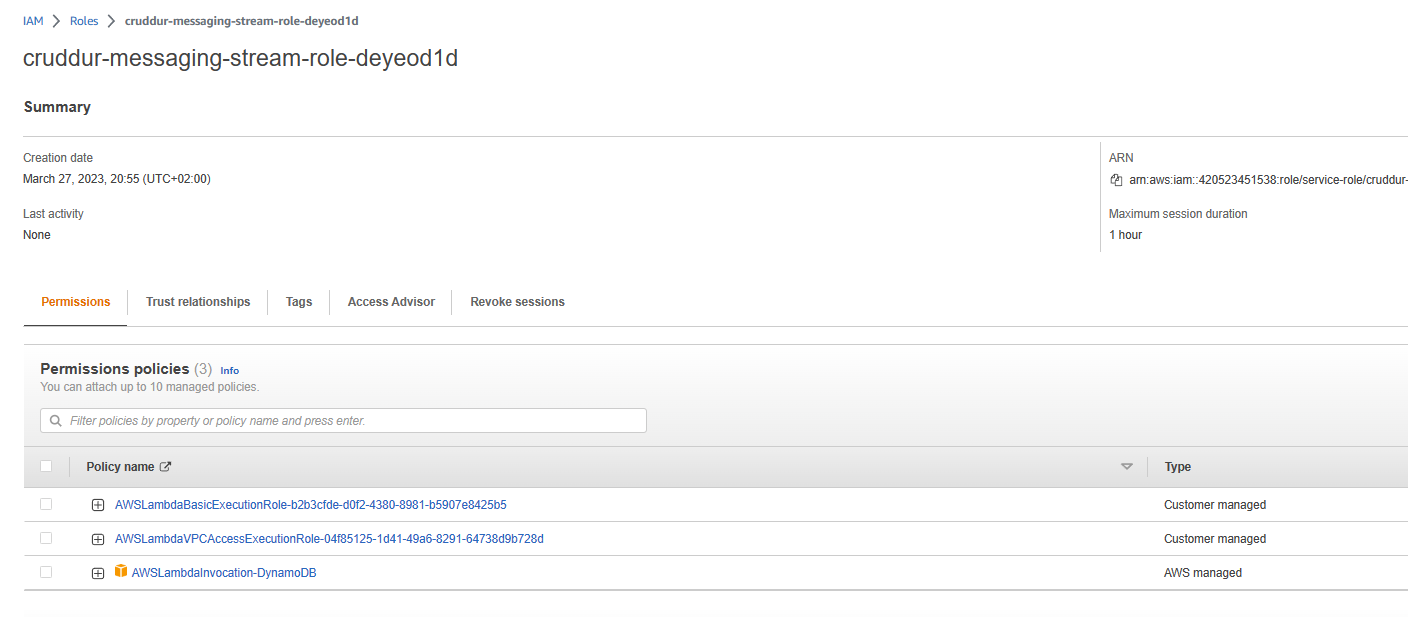 IAM > Roles > cruddur-messaging-stream-role-deyeod1d
cruddur-messaging-stream-role-deyeod1d
Summary
Creation date
March 27, 2023, 20:55 (UTC+02:00)
ARN
arn:aws:iam::420523451538:role/service-role/cruddur-
Last activity
None
Maximum session duration
1 hour
Permissions
Trust relationships
Tags
Access Advisor
Revoke sessions
Permissions policies (3) Info
You can attach up to 10 managed policies.
Filter policies by property or policy name and press enter.
Policy name Type
AWSLambdaBasicExecutionRole-b2b3cfde-d0f2-4380-8981-b5907e8425b5 Customer managed
AWSLambdaVPCAccessExecutionRole-04f85125-1d41-49a6-8291-64738d9b728d Customer managed
AWSLambdaInvocation-DynamoDB AWS managed